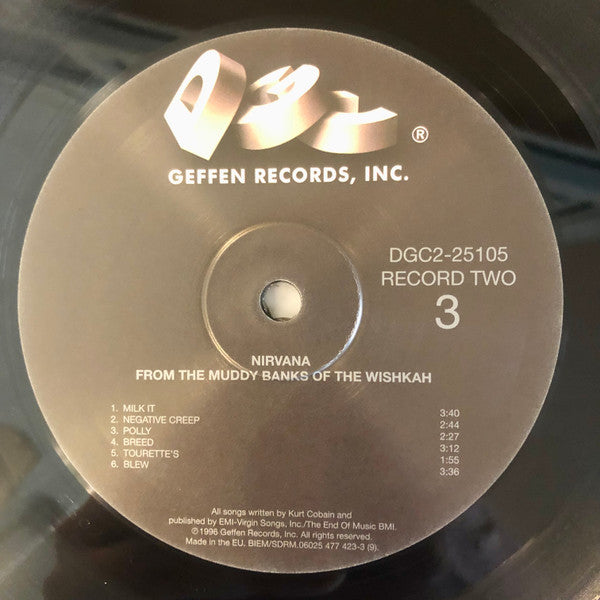 DGC
®
GEFFEN RECORDS, INC.
DGC2-25105
RECORD TWO
3
NIRVANA
FROM THE MUDDY BANKS OF THE WISHKAH
1. MILK IT 3:40
2. NEGATIVE CREEP 2:44
3. POLLY 2:27
4. BREED 3:12
5. TOURETTE'S 1:55
6. BLEW 3:36
All songs written by Kurt Cobain and
published by EMI-Virgin Songs, Inc./The End Of Music BMI.
℗1996 Geffen Records, Inc. All rights reserved.
Made in the EU. BIEM/SDRM.06025 477 423-3 (9).